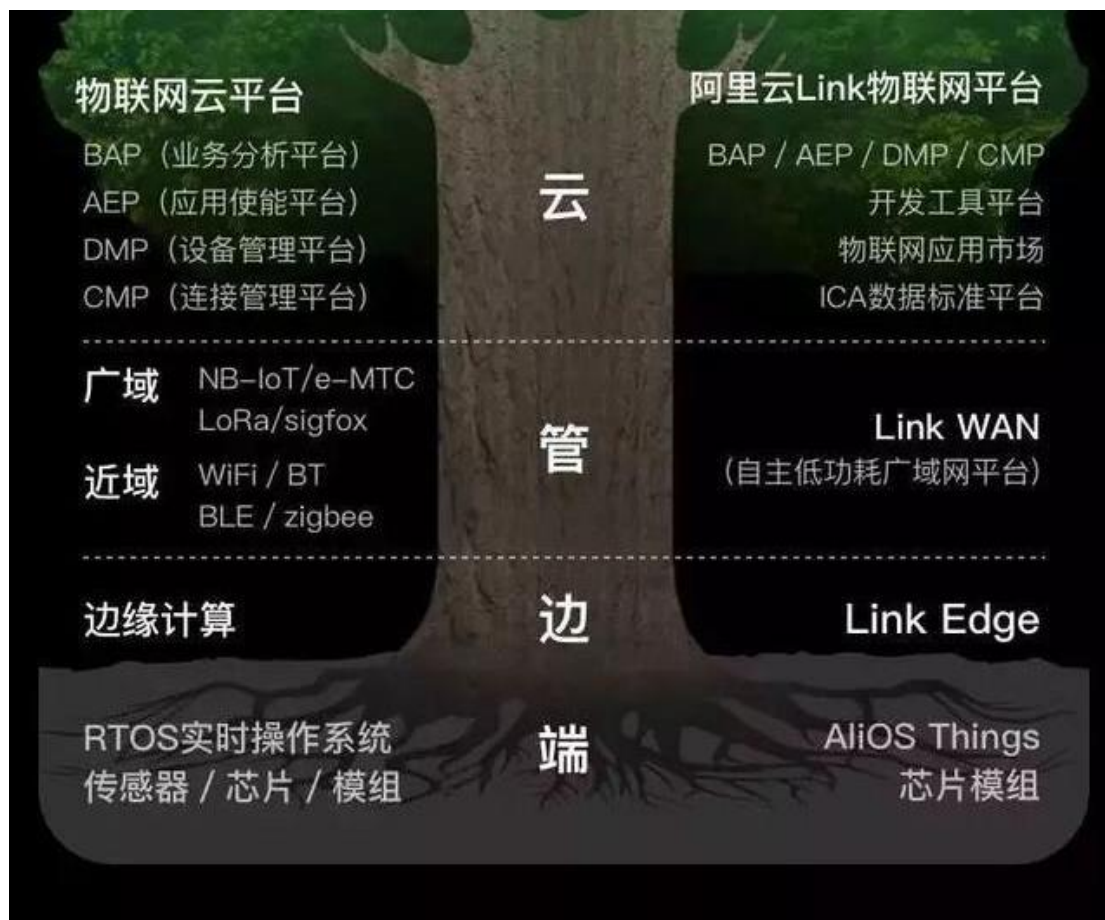 物联网云平台
BAP（业务分析平台）
AEP（应用使能平台）
DMP（设备管理平台）
CMP（连接管理平台）
云
阿里云Link物联网平台
BAP / AEP / DMP / CMP
开发工具平台
物联网应用市场
ICA数据标准平台
广域
NB-IoT/e-MTC
LoRa/sigfox
近域
WiFi / BT
BLE / zigbee
管
Link WAN
（自主低功耗广域网平台）
边缘计算
边
Link Edge
RTOS实时操作系统
传感器 / 芯片 / 模组
端
AliOS Things
芯片模组